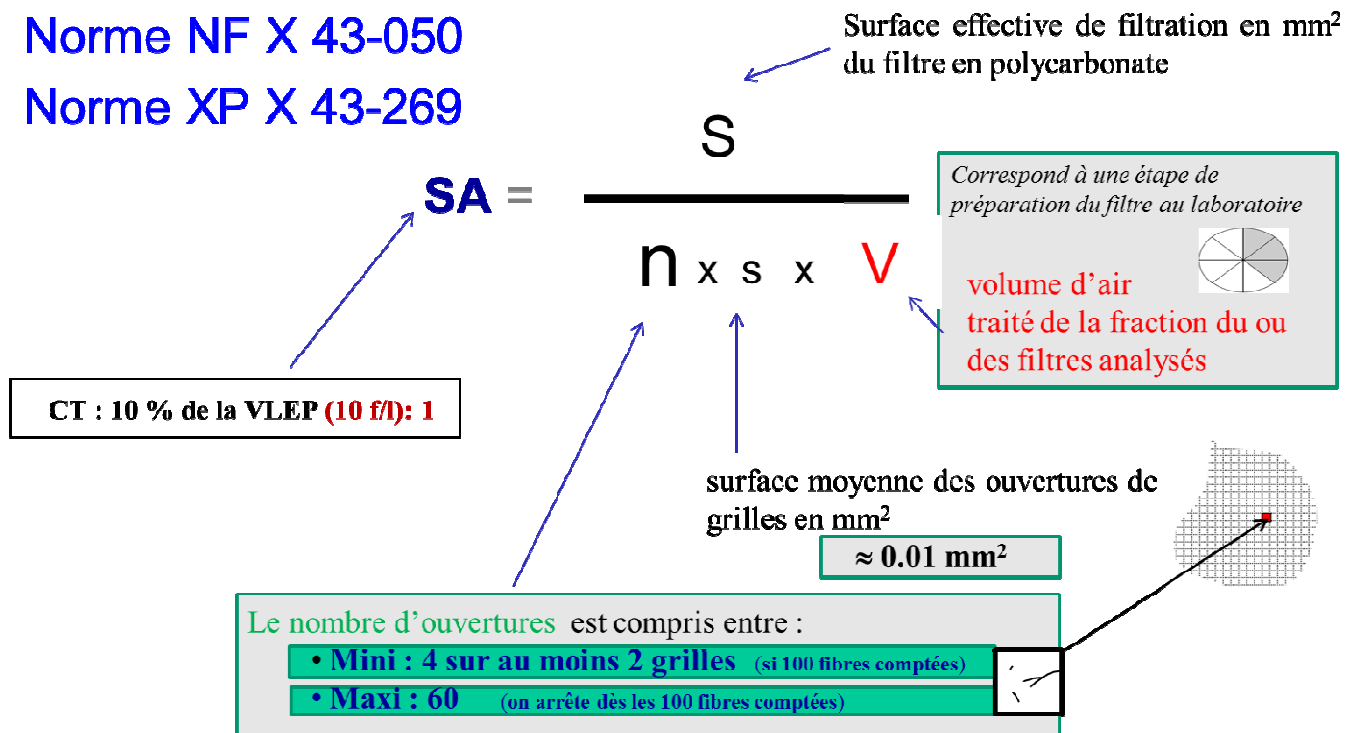 Norme NF X 43-050
Norme XP X 43-269
Surface effective de filtration en mm²
du filtre en polycarbonate
S
SA =
n x s x V
Correspond à une étape de
préparation du filtre au laboratoire
volume d'air
traité de la fraction du ou
des filtres analysés
CT : 10 % de la VLEP (10 f/l): 1
surface moyenne des ouvertures de
grilles en mm²
≈ 0.01 mm²
Le nombre d'ouvertures est compris entre :
• Mini : 4 sur au moins 2 grilles (si 100 fibres comptées)
• Maxi : 60 (on arrête dès les 100 fibres comptées)